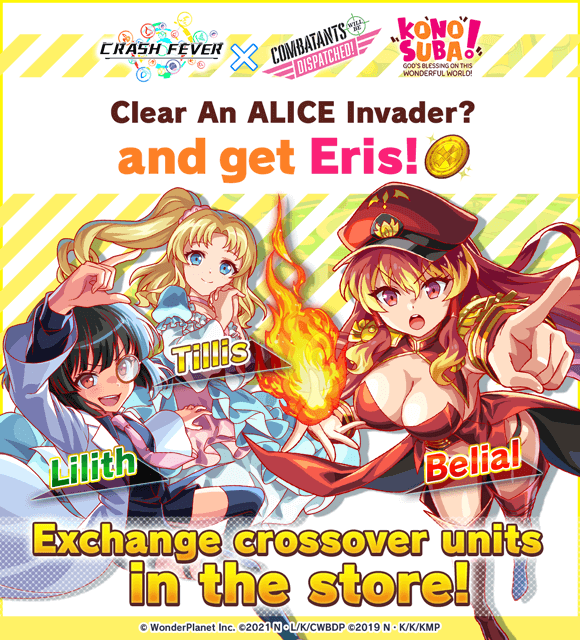 CRASH FEVER × COMBATANTS WILL BE DISPATCHED! KONO SUBA!
GOD'S BLESSING ON THIS
WONDERFUL WORLD!
Clear An ALICE Invader?
and get Eris!
Tillis
Lilith
Belial
Exchange crossover units
in the store!
© WonderPlanet Inc. ©2021 N・L/K/CWBDP ©2019 N・K/K/KMP